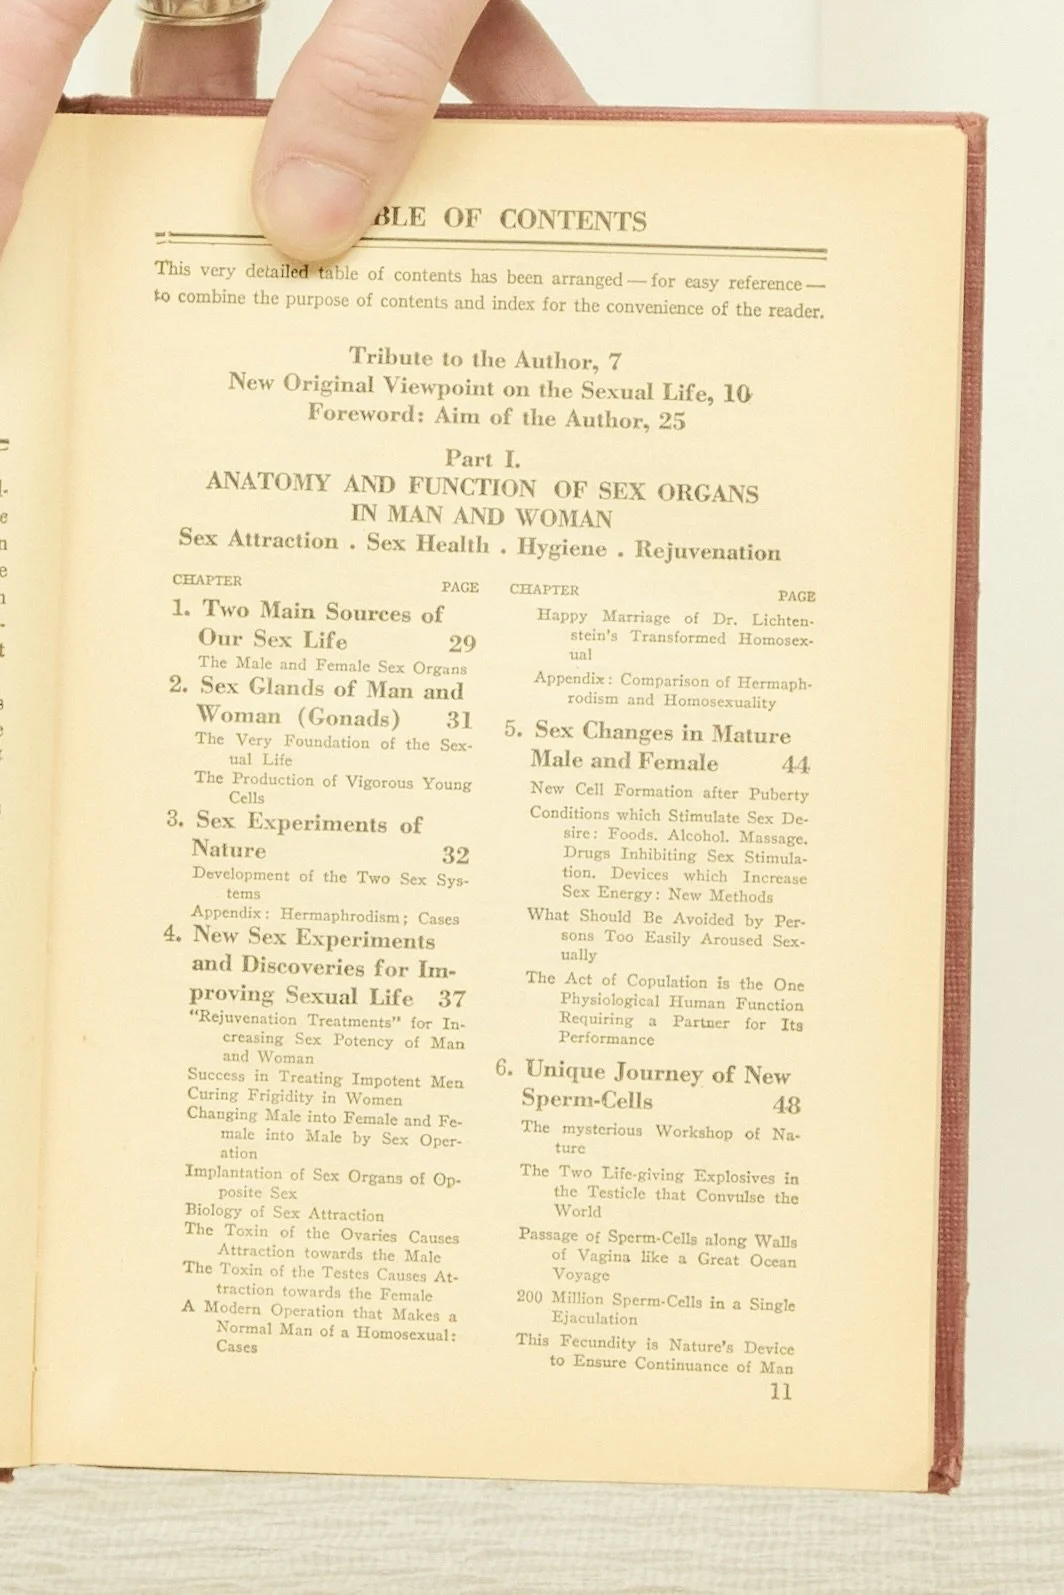 BLE OF CONTENTS
This very detailed table of contents has been arranged — for easy reference —
to combine the purpose of contents and index for the convenience of the reader.
Tribute to the Author, 7
New Original Viewpoint on the Sexual Life, 10
Foreword: Aim of the Author, 25
Part I.
ANATOMY AND FUNCTION OF SEX ORGANS
IN MAN AND WOMAN
Sex Attraction . Sex Health . Hygiene . Rejuvenation
CHAPTER PAGE
1. Two Main Sources of
Our Sex Life 29
The Male and Female Sex Organs
2. Sex Glands of Man and
Woman (Gonads) 31
The Very Foundation of the Sex-
ual Life
The Production of Vigorous Young
Cells
3. Sex Experiments of
Nature 32
Development of the Two Sex Sys-
tems
Appendix: Hermaphrodism; Cases
4. New Sex Experiments
and Discoveries for Im-
proving Sexual Life 37
"Rejuvenation Treatments" for In-
creasing Sex Potency of Man
and Woman
Success in Treating Impotent Men
Curing Frigidity in Women
Changing Male into Female and Fe-
male into Male by Sex Oper-
ation
Implantation of Sex Organs of Op-
posite Sex
Biology of Sex Attraction
The Toxin of the Ovaries Causes
Attraction towards the Male
The Toxin of the Testes Causes At-
traction towards the Female
A Modern Operation that Makes a
Normal Man of a Homosexual:
Cases
CHAPTER PAGE
Happy Marriage of Dr. Lichten-
stein's Transformed Homosex-
ual
Appendix: Comparison of Hermaph-
rodism and Homosexuality
5. Sex Changes in Mature
Male and Female 44
New Cell Formation after Puberty
Conditions which Stimulate Sex De-
sire: Foods. Alcohol. Massage.
Drugs Inhibiting Sex Stimula-
tion. Devices which Increase
Sex Energy: New Methods
What Should Be Avoided by Per-
sons Too Easily Aroused Sex-
ually
The Act of Copulation is the One
Physiological Human Function
Requiring a Partner for Its
Performance
6. Unique Journey of New
Sperm-Cells 48
The mysterious Workshop of Na-
ture
The Two Life-giving Explosives in
the Testicle that Convulse the
World
Passage of Sperm-Cells along Walls
of Vagina like a Great Ocean
Voyage
200 Million Sperm-Cells in a Single
Ejaculation
This Fecundity is Nature's Device
to Ensure Continuance of Man
11